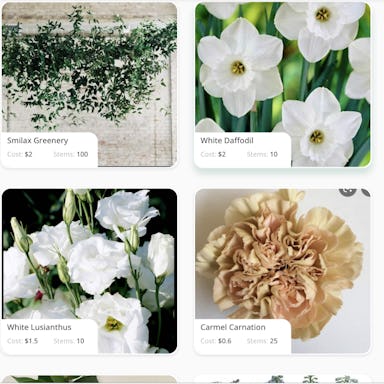 Smilax Greenery
Cost: $2 Stems: 100
White Daffodil
Cost: $2 Stems: 10
White Lusianthus
Cost: $1.5 Stems: 10
Carmel Carnation
Cost: $0.6 Stems: 25